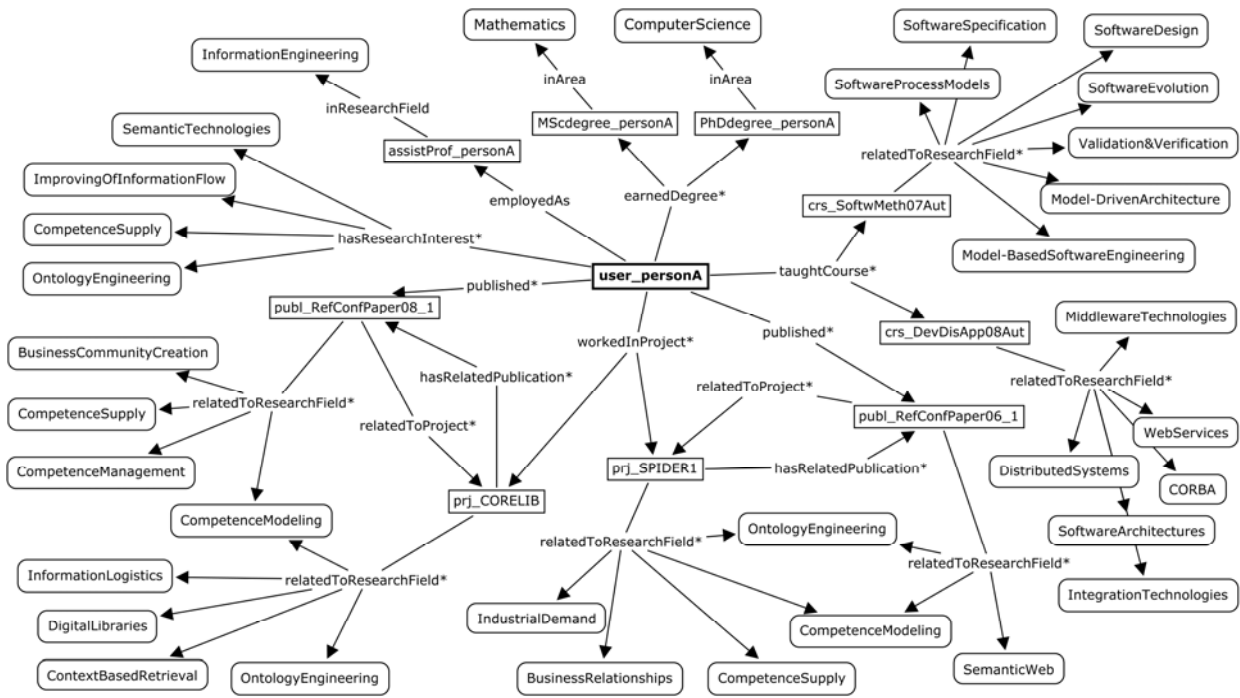 Mathematics
ComputerScience
SoftwareSpecification
SoftwareDesign
InformationEngineering
inArea
inArea
SoftwareProcessModels
SoftwareEvolution
inResearchField
MScdegree_personA
PhDdegree_personA
SemanticTechnologies
assistProf_personA
relatedToResearchField*
Validation&Verification
ImprovingOfInformationFlow
employedAs
earnedDegree*
crs_SoftwMeth07Aut
Model-DrivenArchitecture
CompetenceSupply
hasResearchInterest*
Model-BasedSoftwareEngineering
OntologyEngineering
user_personA
taughtCourse*
published*
publ_RefConfPaper08_1
MiddlewareTechnologies
published*
crs_DevDisApp08Aut
workedInProject*
BusinessCommunityCreation
hasRelatedPublication*
relatedToProject*
relatedToResearchField*
relatedToResearchField*
CompetenceSupply
publ_RefConfPaper06_1
relatedToProject*
WebServices
CompetenceManagement
prj_SPIDER1
hasRelatedPublication*
DistributedSystems
CORBA
prj_CORELIB
CompetenceModeling
OntologyEngineering
SoftwareArchitectures
relatedToResearchField*
InformationLogistics
relatedToResearchField*
relatedToResearchField*
IntegrationTechnologies
DigitalLibraries
IndustrialDemand
CompetenceModeling
ContextBasedRetrieval
OntologyEngineering
BusinessRelationships
CompetenceSupply
SemanticWeb